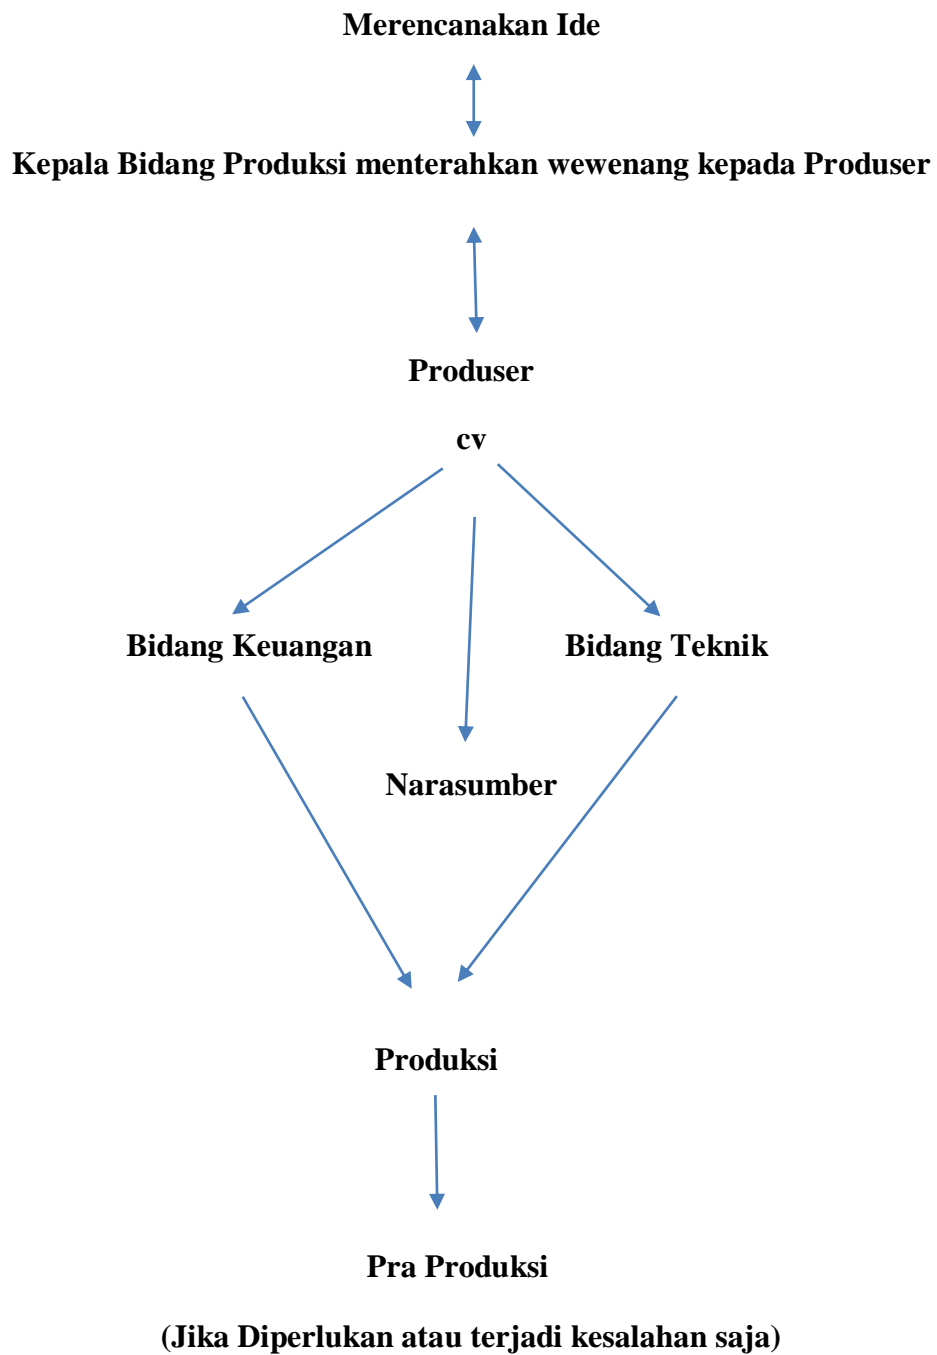 Merencanakan Ide
Kepala Bidang Produksi menterahkan wewenang kepada Produser
Produser
cv
Bidang Keuangan
Bidang Teknik
Narasumber
Produksi
Pra Produksi
(Jika Diperlukan atau terjadi kesalahan saja)